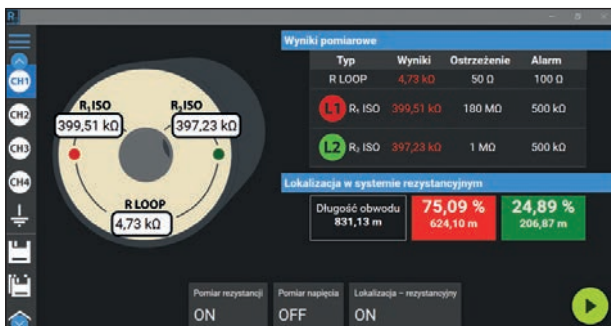 R
CH1
CH2
CH3
CH4
R₁ISO
399,51 kΩ
R₂ISO
397,23 kΩ
R LOOP
4,73 kΩ
Wyniki pomiarowe
Typ Wyniki Ostrzeżenie Alarm
R LOOP 4,73 kΩ 50 Ω 100 Ω
L1 R₁ ISO 399,51 kΩ 180 MΩ 500 kΩ
L2 R₂ ISO 397,23 kΩ 1 MΩ 500 kΩ
Lokalizacja w systemie rezystancyjnym
Długość obwodu
831,13 m
75,09 %
624,10 m
24,89 %
206,87 m
Pomiar rezystancji
ON
Pomiar napięcia
OFF
Lokalizacja – rezystancyjny
ON